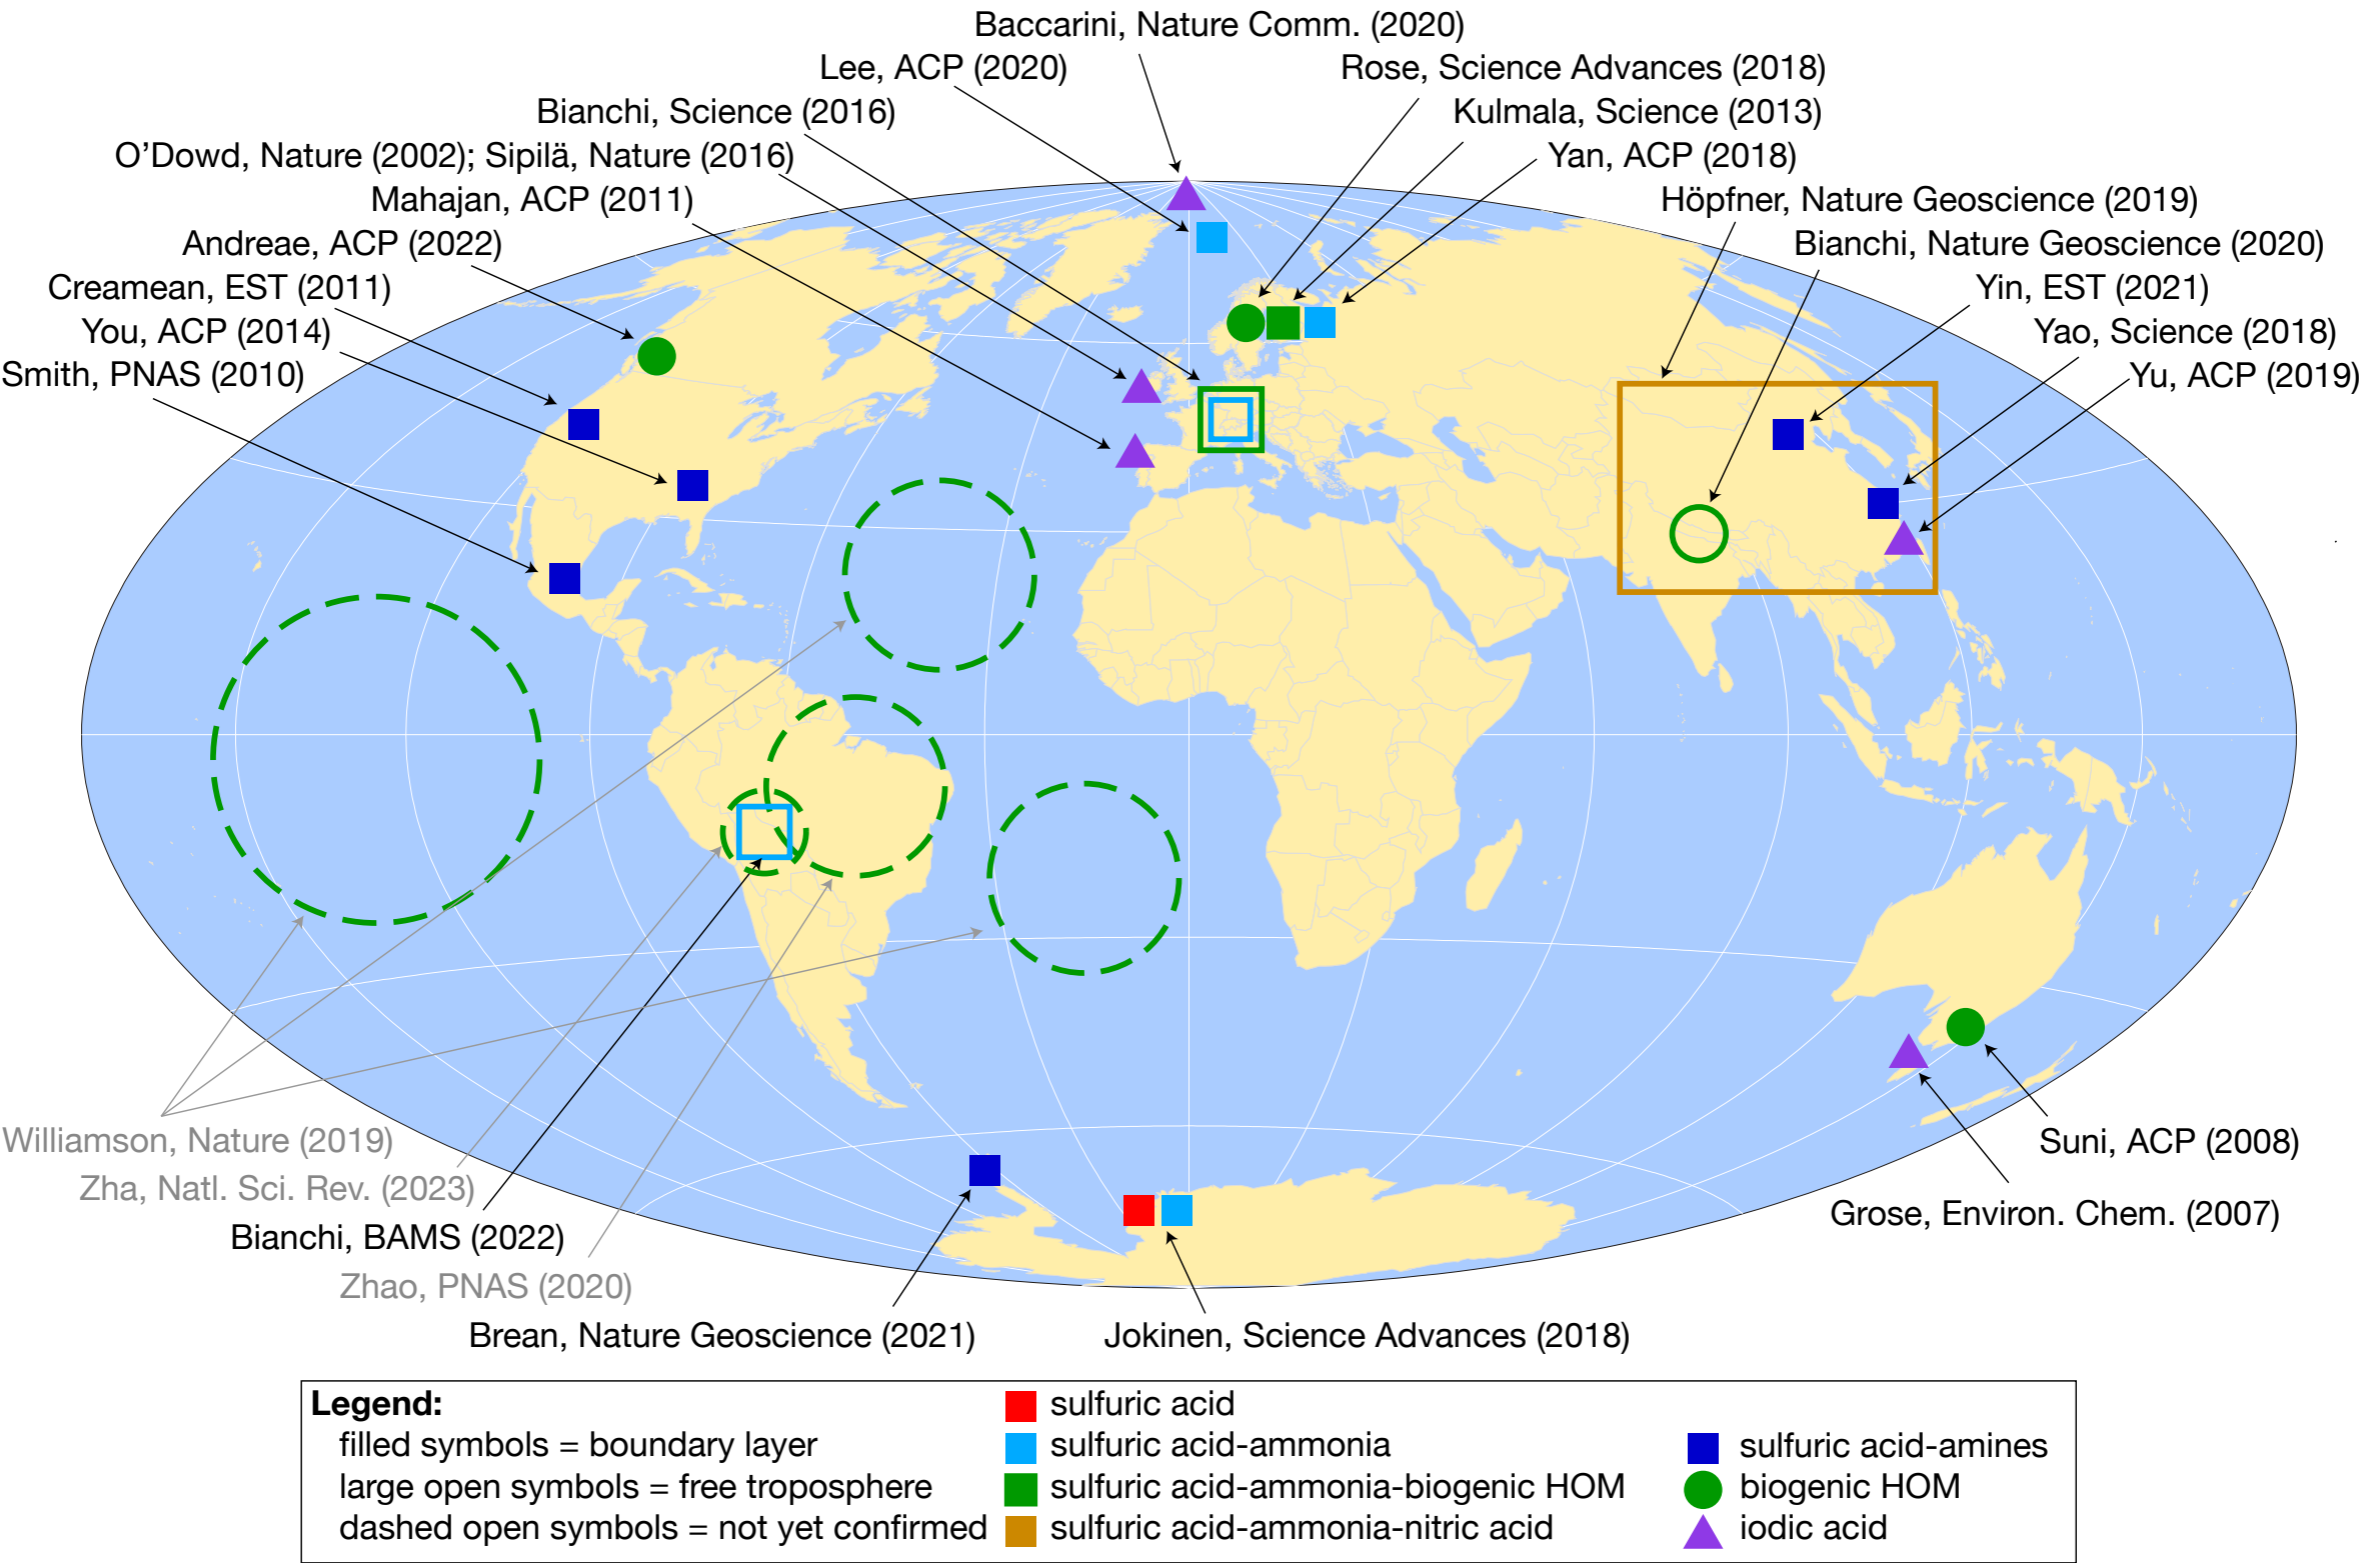 Baccarini, Nature Comm. (2020)
Lee, ACP (2020)
Rose, Science Advances (2018)
Bianchi, Science (2016)
Kulmala, Science (2013)
O’Dowd, Nature (2002); Sipilä, Nature (2016)
Yan, ACP (2018)
Mahajan, ACP (2011)
Höpfner, Nature Geoscience (2019)
Andreae, ACP (2022)
Bianchi, Nature Geoscience (2020)
Creamean, EST (2011)
Yin, EST (2021)
You, ACP (2014)
Yao, Science (2018)
Smith, PNAS (2010)
Yu, ACP (2019)
Williamson, Nature (2019)
Suni, ACP (2008)
Zha, Natl. Sci. Rev. (2023)
Grose, Environ. Chem. (2007)
Bianchi, BAMS (2022)
Zhao, PNAS (2020)
Brean, Nature Geoscience (2021)
Jokinen, Science Advances (2018)
Legend:
filled symbols = boundary layer
large open symbols = free troposphere
dashed open symbols = not yet confirmed
sulfuric acid
sulfuric acid-ammonia
sulfuric acid-ammonia-biogenic HOM
sulfuric acid-ammonia-nitric acid
sulfuric acid-amines
biogenic HOM
iodic acid